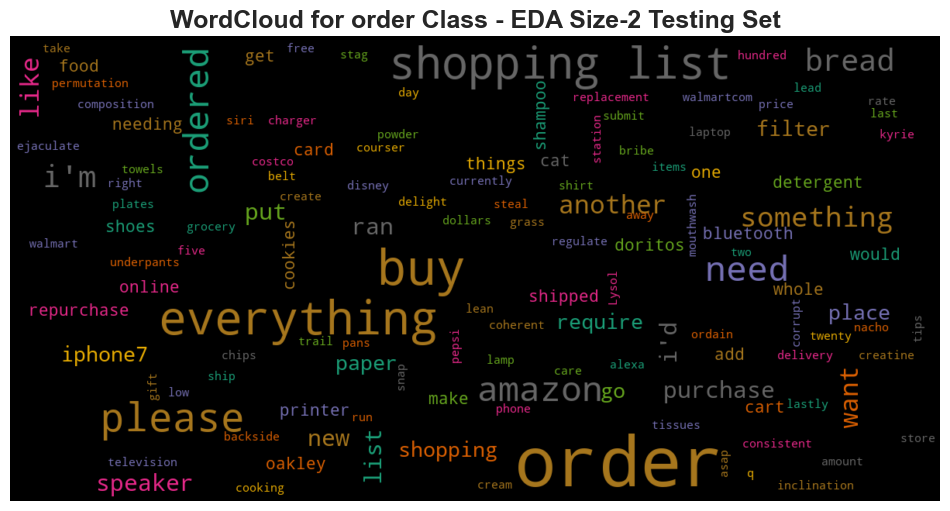 WordCloud for order Class - EDA Size-2 Testing Set
take
food
permutation
like
composition
needing
ejaculate
i'm
towels
right
plates
shoes
grocery
walmart
five
underpants
online
repurchase
ordered
get
free
stag
siri
charger
card
costco
belt
create
put
cookies
day
powder
courser
disney
delight
ran
shopping list
hundred
bread
shampoo
replacement
walmartcom
lead
price
rate
last
station
submit
laptop
filter
kyrie
bribe
things
cat
items
one
currently
shirt
detergent
steal
another
away
something
dollars
grass
mouthwash
regulate
doritos
bluetooth
two
would
buy
need
everything
shipped
Lysol
whole
lean
coherent
require
place
corrupt
twenty
nacho
tips
i'd
ordain
iphone7
chips
trail
pans
paper
snap
pepsi
lamp
care
alexa
add
delivery
creatine
ship
low
gift
make
amazon
go
phone
purchase
cart
lastly
want
please
printer
run
backside
new
list
shopping
tissues
consistent
store
television
oakley
speaker
cooking
cream
order
asap
q
amount
inclination